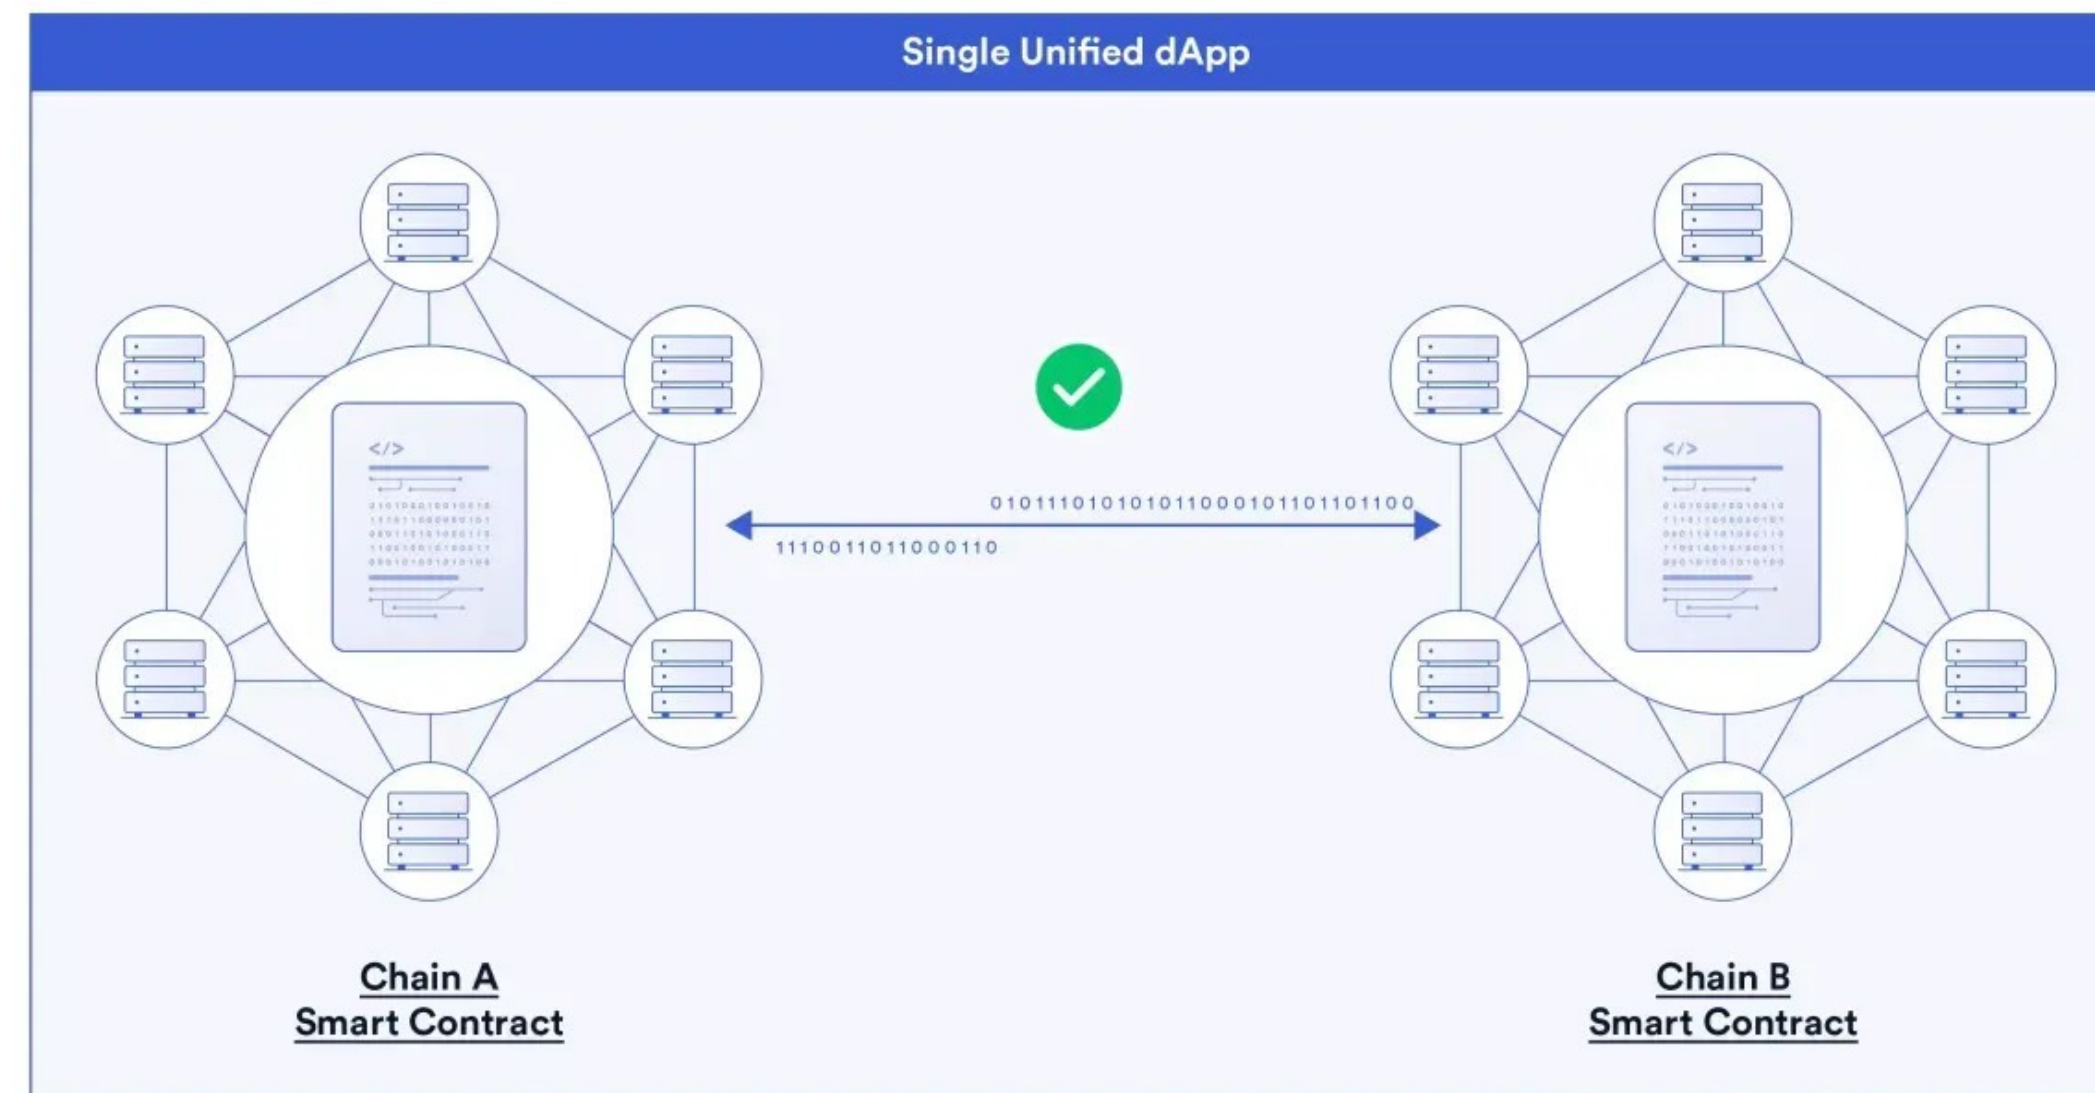 Single Unified dApp
</>
</>
010111010101011000101101101100
1110011011000110
Chain A
Smart Contract
Chain B
Smart Contract